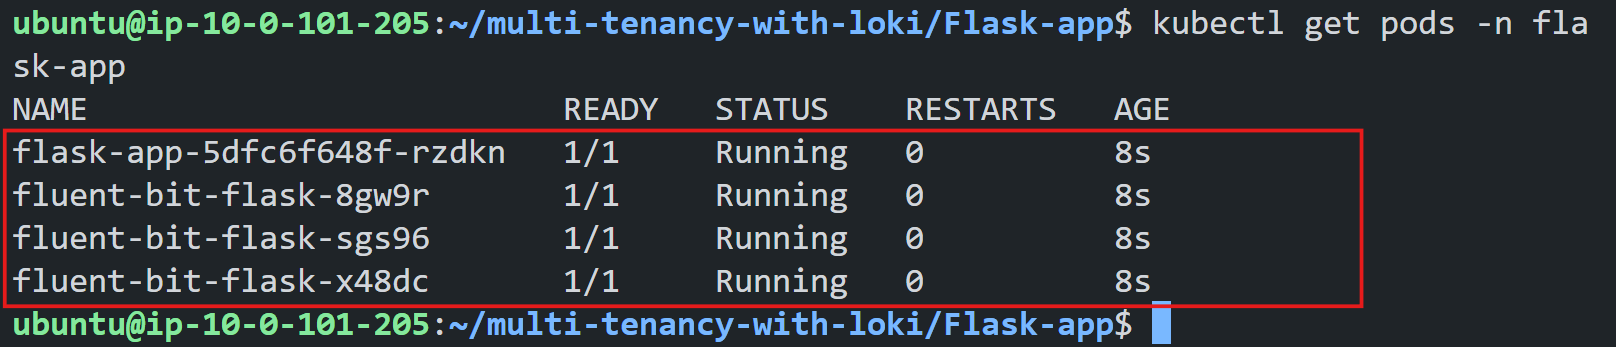 ubuntu@ip-10-0-101-205:~/multi-tenancy-with-loki/Flask-app$ kubectl get pods -n fla
sk-app
NAME READY STATUS RESTARTS AGE
flask-app-5dfc6f648f-rzdkn 1/1 Running 0 8s
fluent-bit-flask-8gw9r 1/1 Running 0 8s
fluent-bit-flask-sgs96 1/1 Running 0 8s
fluent-bit-flask-x48dc 1/1 Running 0 8s
ubuntu@ip-10-0-101-205:~/multi-tenancy-with-loki/Flask-app$